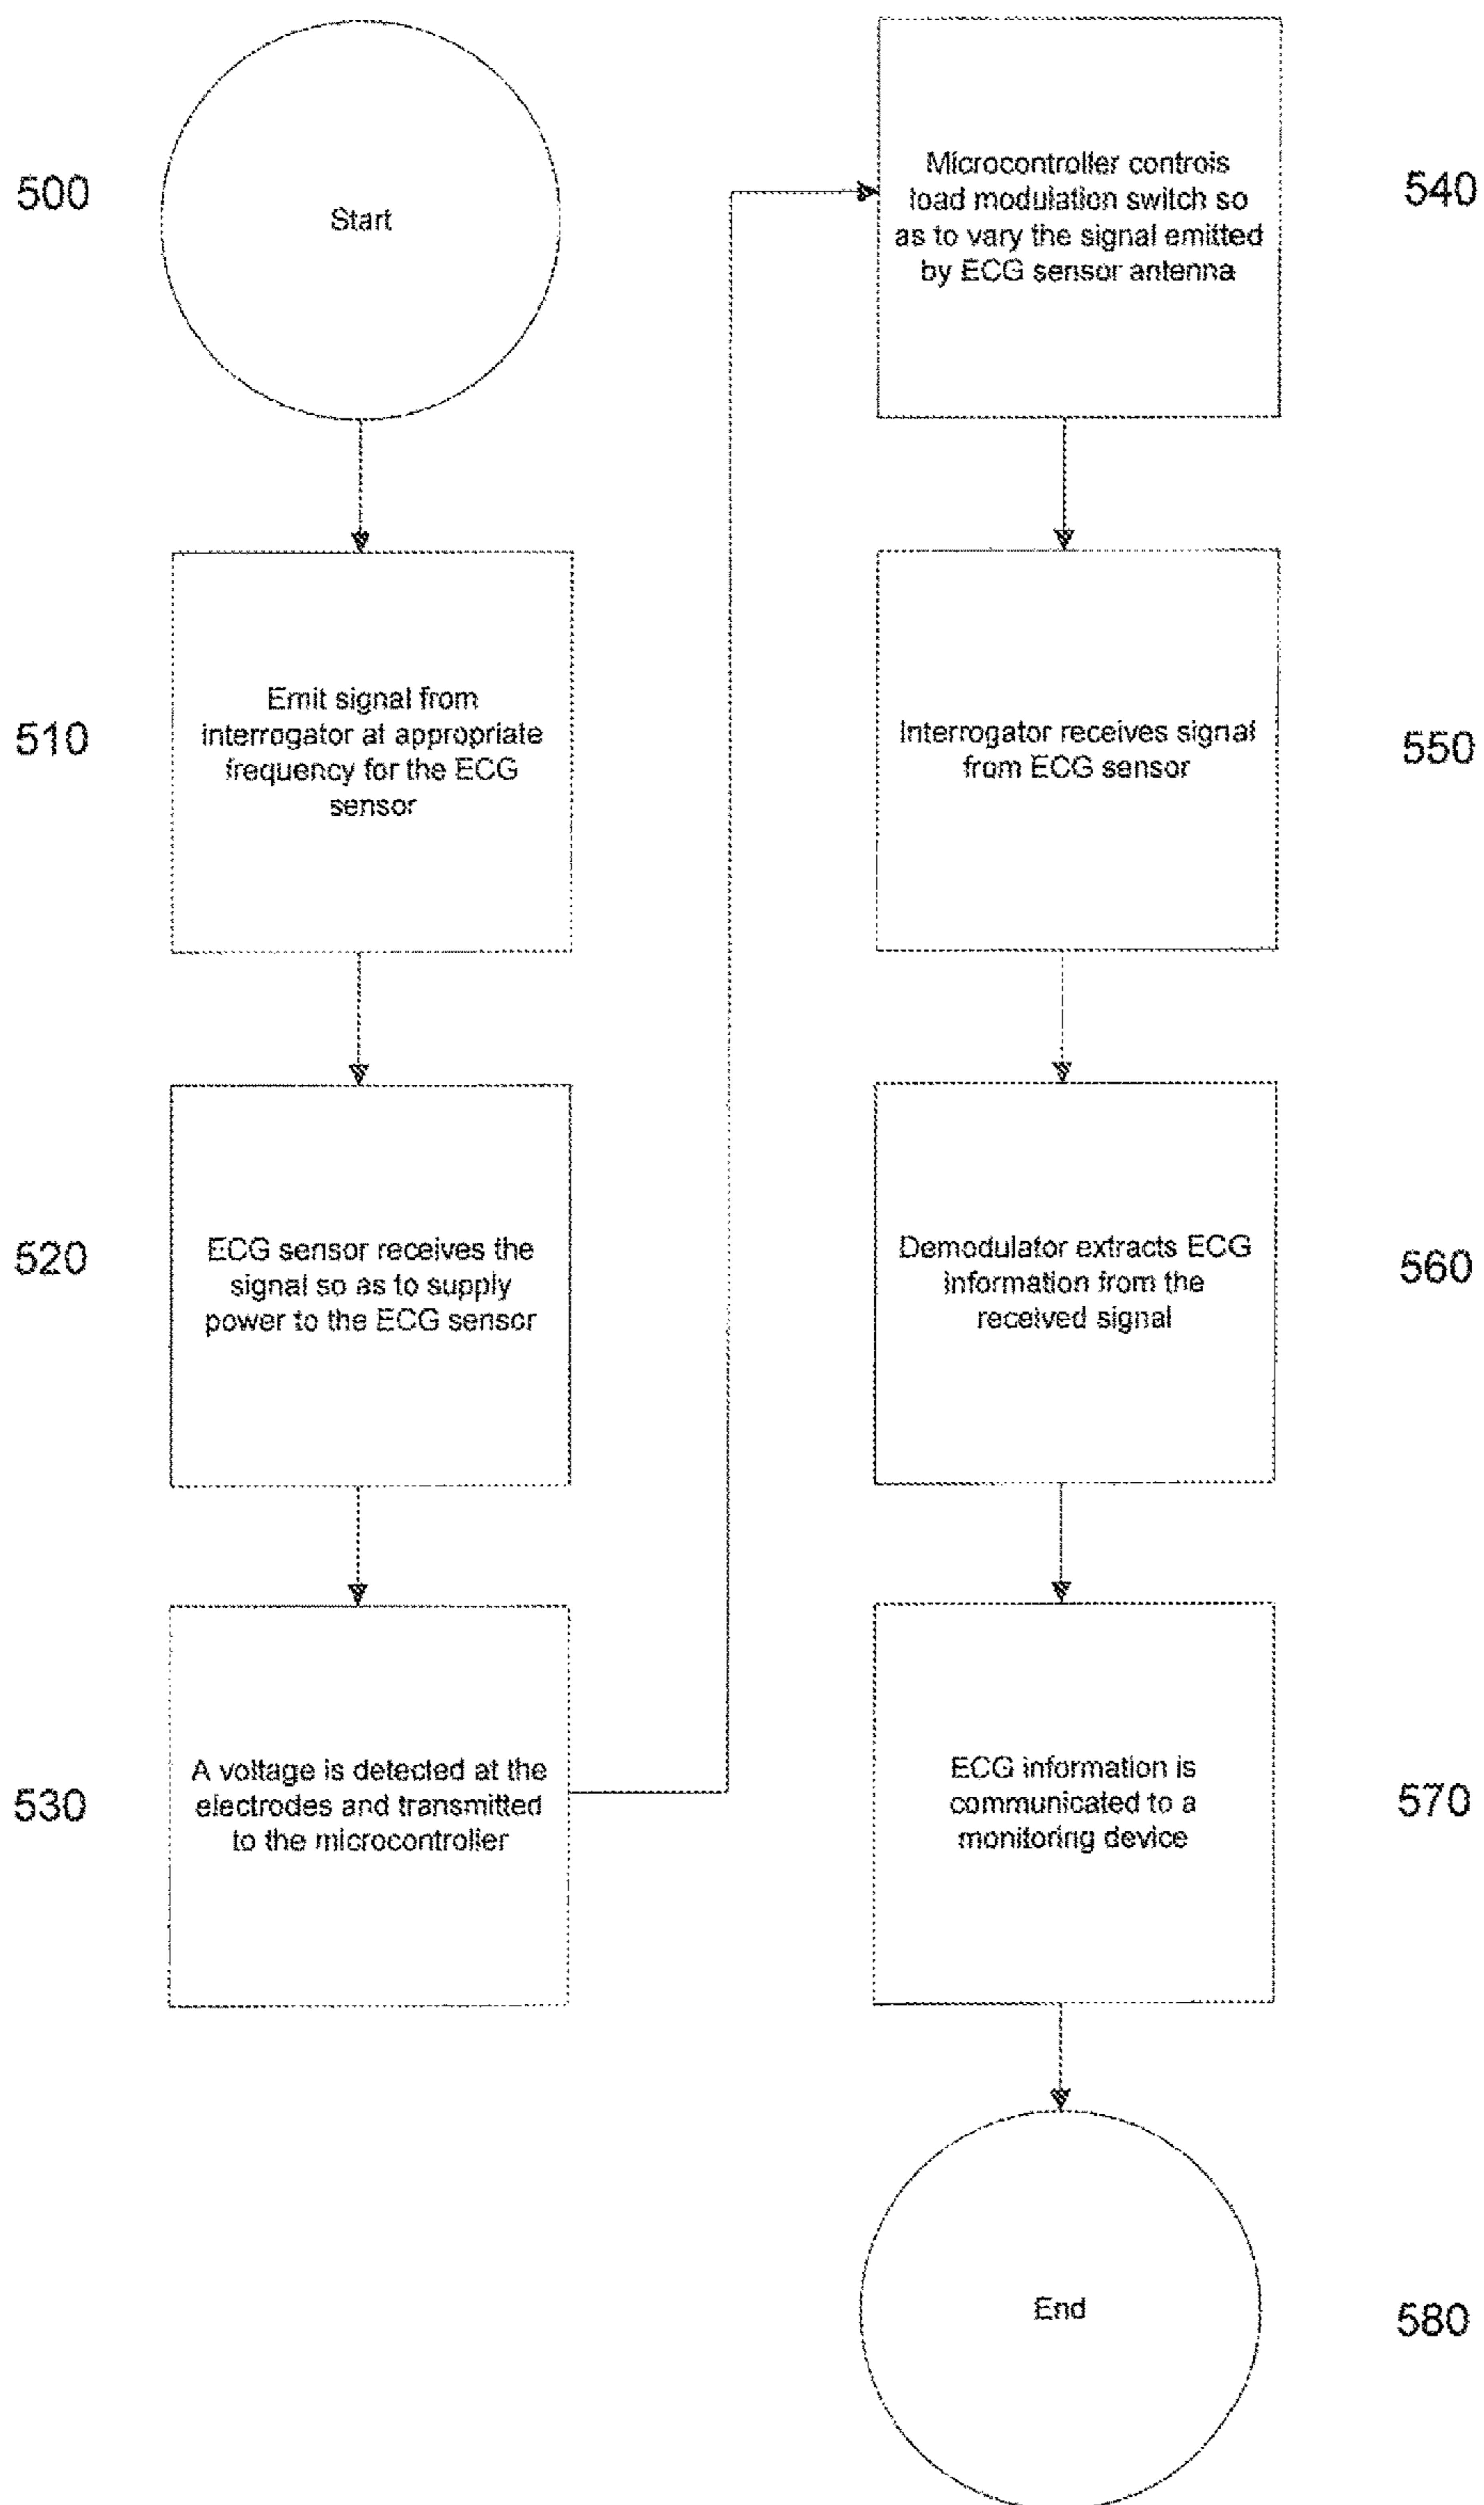 500
Start
510
Emit signal from
interrogator at appropriate
frequency for the ECG
sensor
520
ECG sensor receives the
signal so as to supply
power to the ECG sensor
530
A voltage is detected at the
electrodes and transmitted
to the microcontroller
Microcontroller controls
load modulation switch so
as to vary the signal emitted
by ECG sensor antenna
540
Interrogator receives signal
from ECG sensor
550
Demodulator extracts ECG
information from the
received signal
560
ECG information is
communicated to a
monitoring device
570
End
580